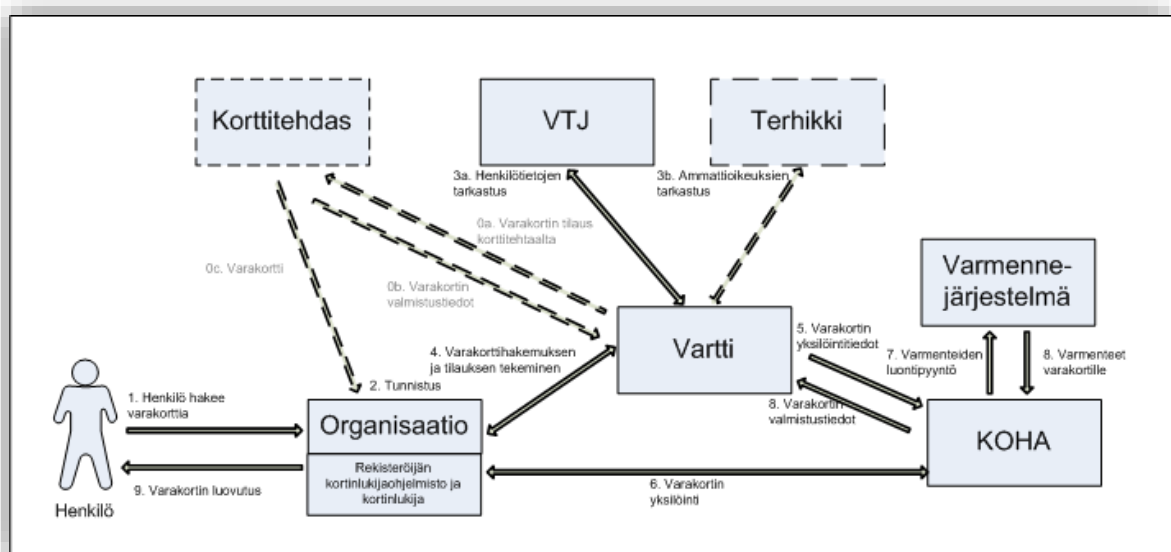 Korttitehdas
VTJ
Terhikki
3a. Henkilötietojen
tarkastus
3b. Ammattioikeuksien
tarkastus
0a. Varakortin tilaus
korttitehtaalta
0c. Varakortti
0b. Varakortin
valmistustiedot
Varmenne-
järjestelmä
Vartti
5. Varakortin
yksilöintitiedot
7. Varmenteiden
luontipyyntö
8. Varmenteet
varakortille
4. Varakorttihakemuksen
ja tilauksen tekeminen
2. Tunnistus
8. Varakortin
valmistustiedot
1. Henkilö hakee
varakorttia
Organisaatio
KOHA
Rekisteröijän
kortinlukijaohjelmisto ja
kortinlukija
9. Varakortin luovutus
6. Varakortin
yksilöinti
Henkilö